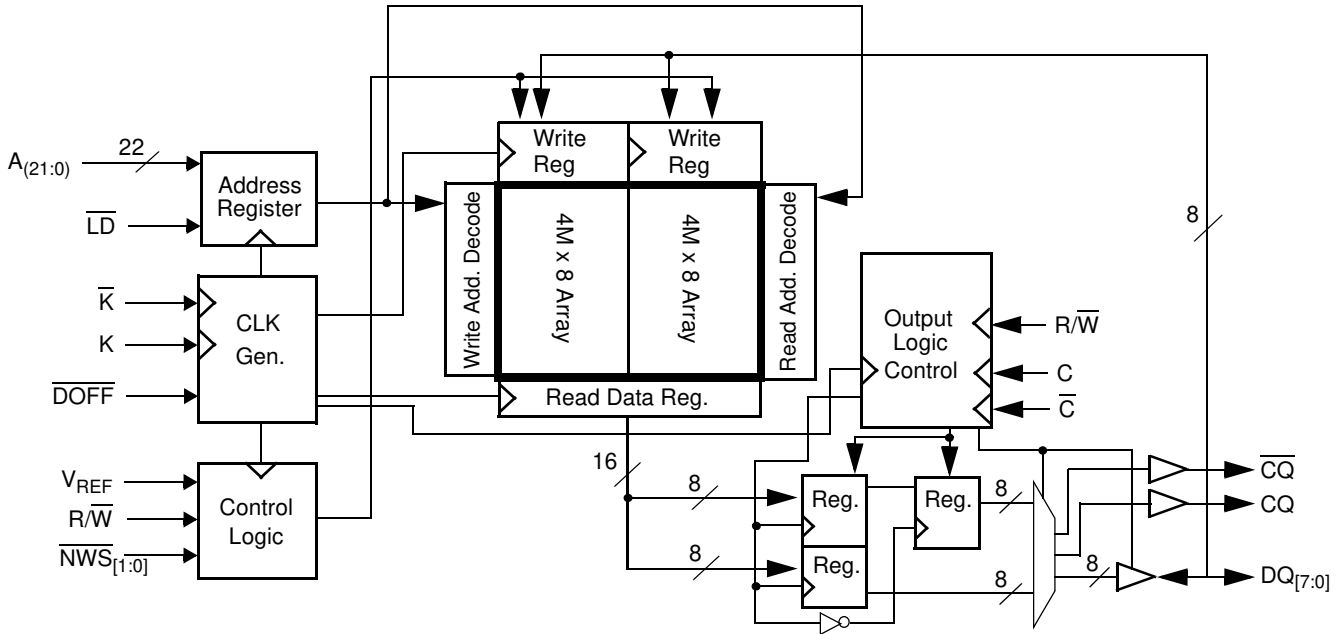 A(21:0)
22
LD
Address
Register
K
K
DOFF
CLK
Gen.
VREF
R/W
NWS[1:0]
Control
Logic
Write
Reg
Write
Reg
Write Add. Decode
4M x 8 Array
4M x 8 Array
Read Add. Decode
Read Data Reg.
16
8
8
Output
Logic
Control
R/W
C
C
8
Reg.
Reg.
Reg.
8
8
8
CQ
CQ
DQ[7:0]